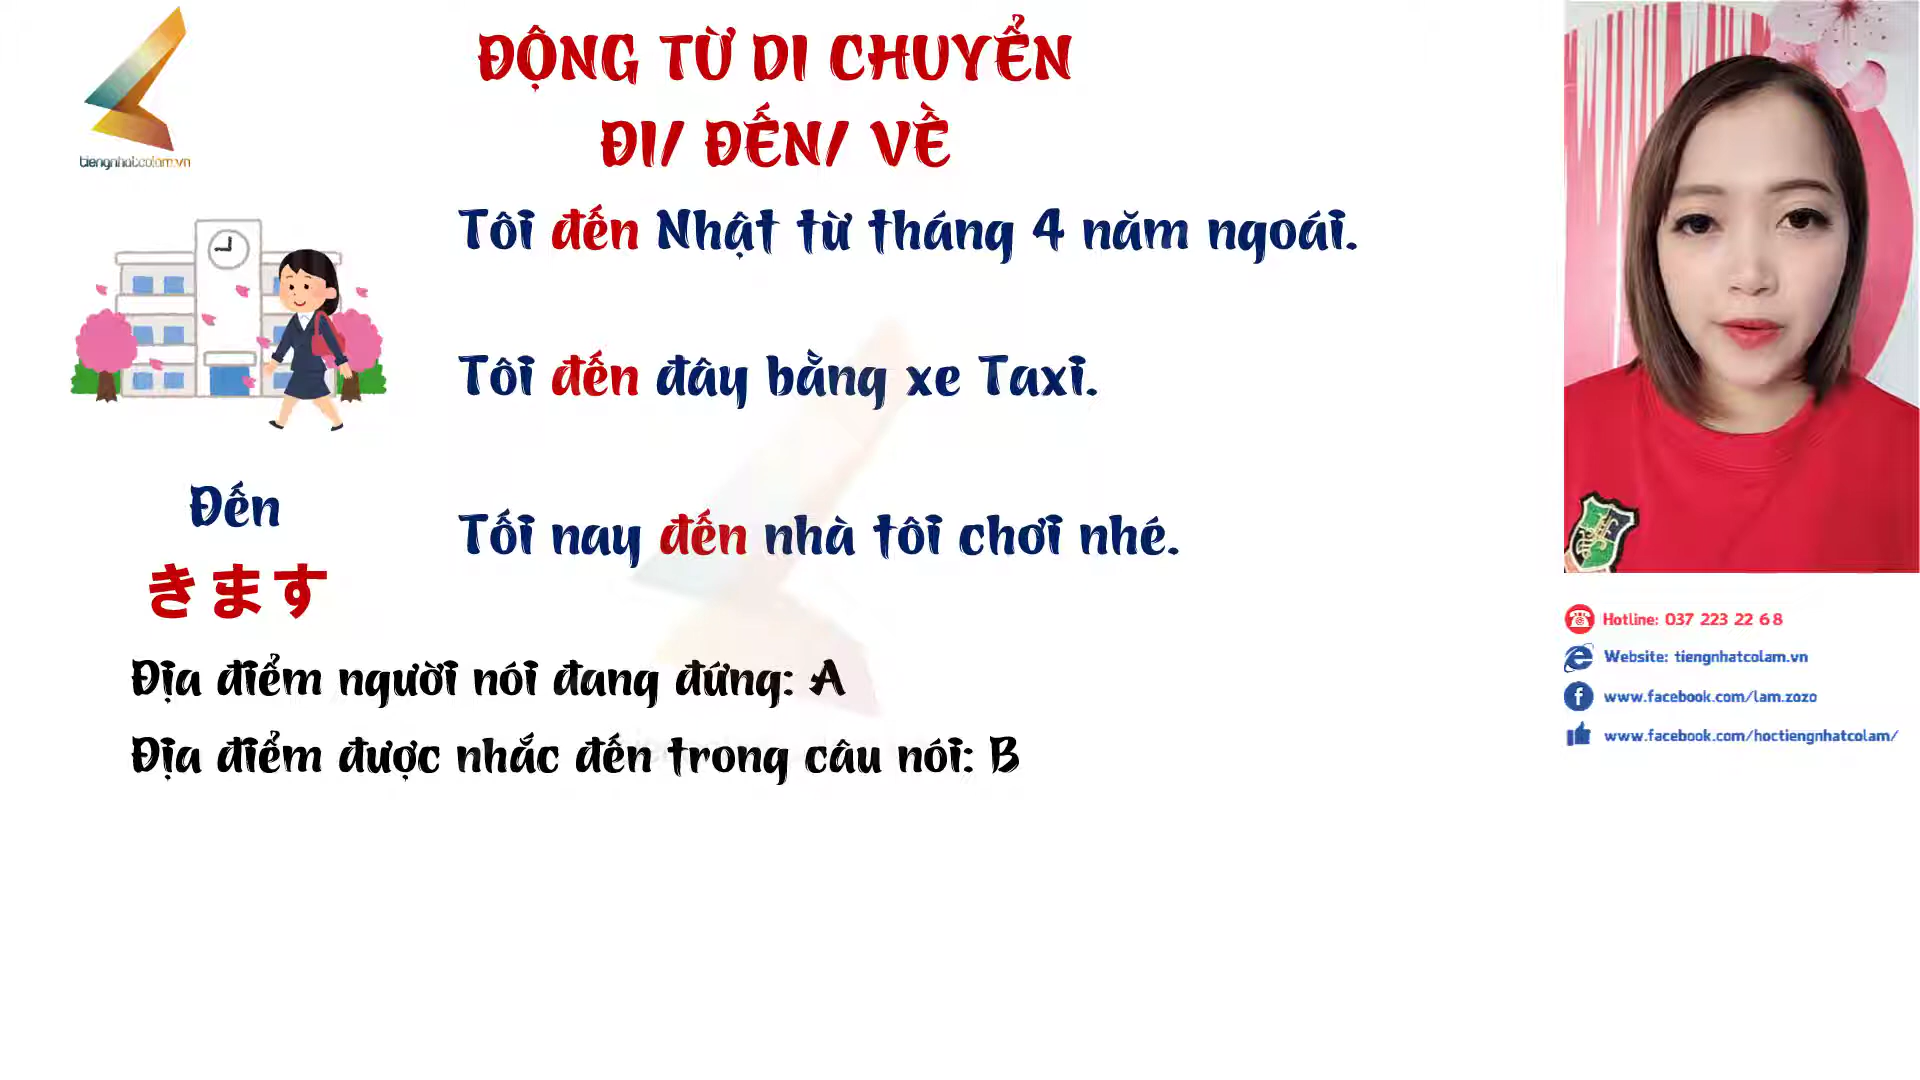 tiengnhatcolam.vn
ĐỘNG TỪ DI CHUYỂN
ĐI/ ĐẾN/ VỀ
Tôi đến Nhật từ tháng 4 năm ngoái.
Tôi đến đây bằng xe Taxi.
Tối nay đến nhà tôi chơi nhé.
Đến
きます
Địa điểm người nói đang đứng: A
Địa điểm được nhắc đến trong câu nói: B
Hotline: 037 223 22 68
Website: tiengnhatcolam.vn
www.facebook.com/lam.zozo
www.facebook.com/hoctiengnhatcolam/